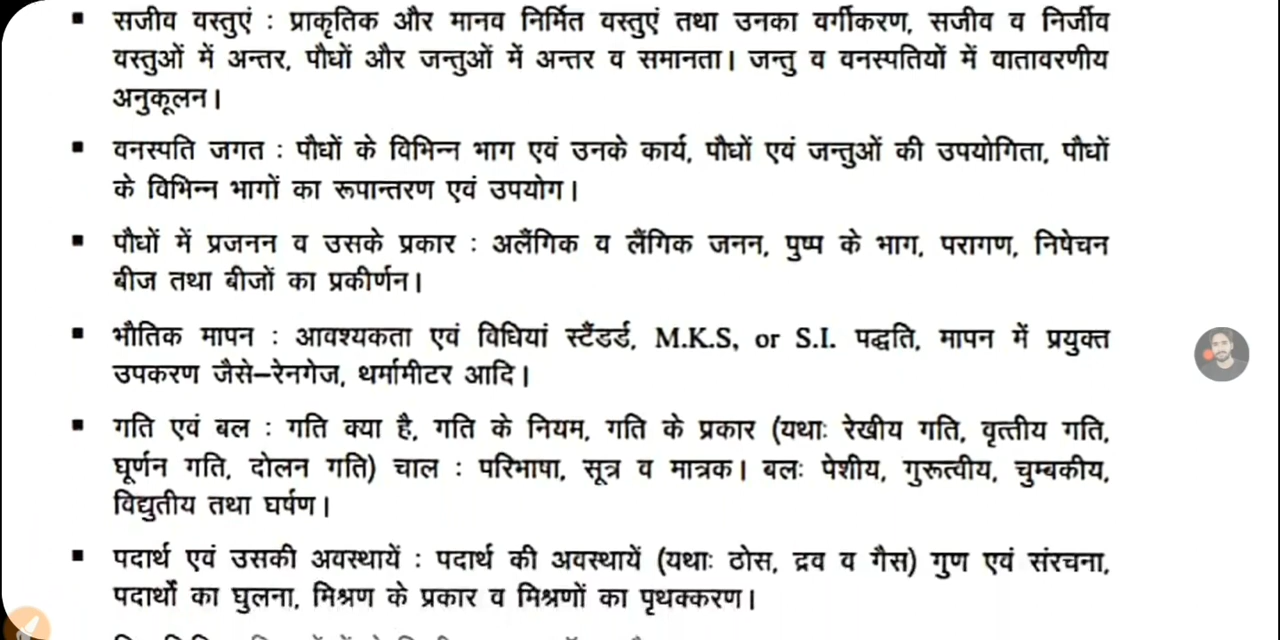 ▪ सजीव वस्तुएं : प्राकृतिक और मानव निर्मित वस्तुएं तथा उनका वर्गीकरण, सजीव व निर्जीव
वस्तुओं में अन्तर, पौधों और जन्तुओं में अन्तर व समानता। जन्तु व वनस्पतियों में वातावरणीय
अनुकूलन।
▪ वनस्पति जगत : पौधों के विभिन्न भाग एवं उनके कार्य, पौधों एवं जन्तुओं की उपयोगिता, पौधों
के विभिन्न भागों का रूपान्तरण एवं उपयोग।
▪ पौधों में प्रजनन व उसके प्रकार : अलैंगिक व लैंगिक जनन, पुष्प के भाग, परागण, निषेचन
बीज तथा बीजों का प्रकीर्णन।
▪ भौतिक मापन : आवश्यकता एवं विधियां स्टैंडर्ड, M.K.S, or S.I. पद्धति, मापन में प्रयुक्त
उपकरण जैसे–रेनगेज, थर्मामीटर आदि।
▪ गति एवं बल : गति क्या है, गति के नियम, गति के प्रकार (यथाः रेखीय गति, वृत्तीय गति,
घूर्णन गति, दोलन गति) चाल : परिभाषा, सूत्र व मात्रक। बलः पेशीय, गुरूत्वीय, चुम्बकीय,
विद्युतीय तथा घर्षण।
▪ पदार्थ एवं उसकी अवस्थायें : पदार्थ की अवस्थायें (यथाः ठोस, द्रव व गैस) गुण एवं संरचना,
पदार्थों का घुलना, मिश्रण के प्रकार व मिश्रणों का पृथक्करण।